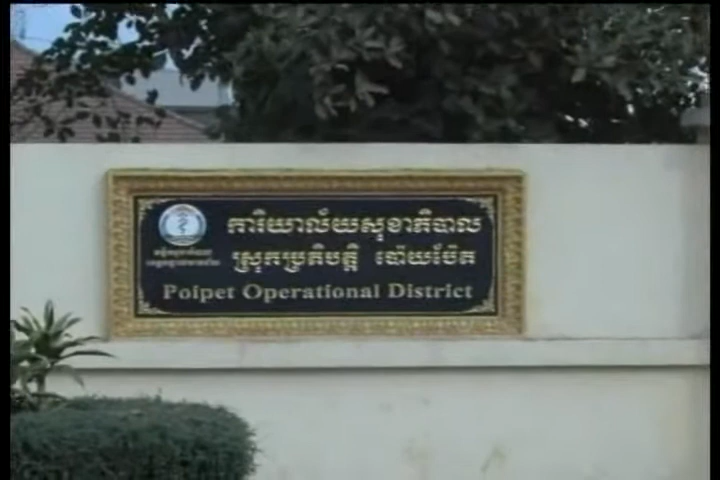 ការិយាល័យសុខាភិបាល
ស្រុកប្រតិបត្តិ ប៉ោយប៉ែត
Poipet Operational District